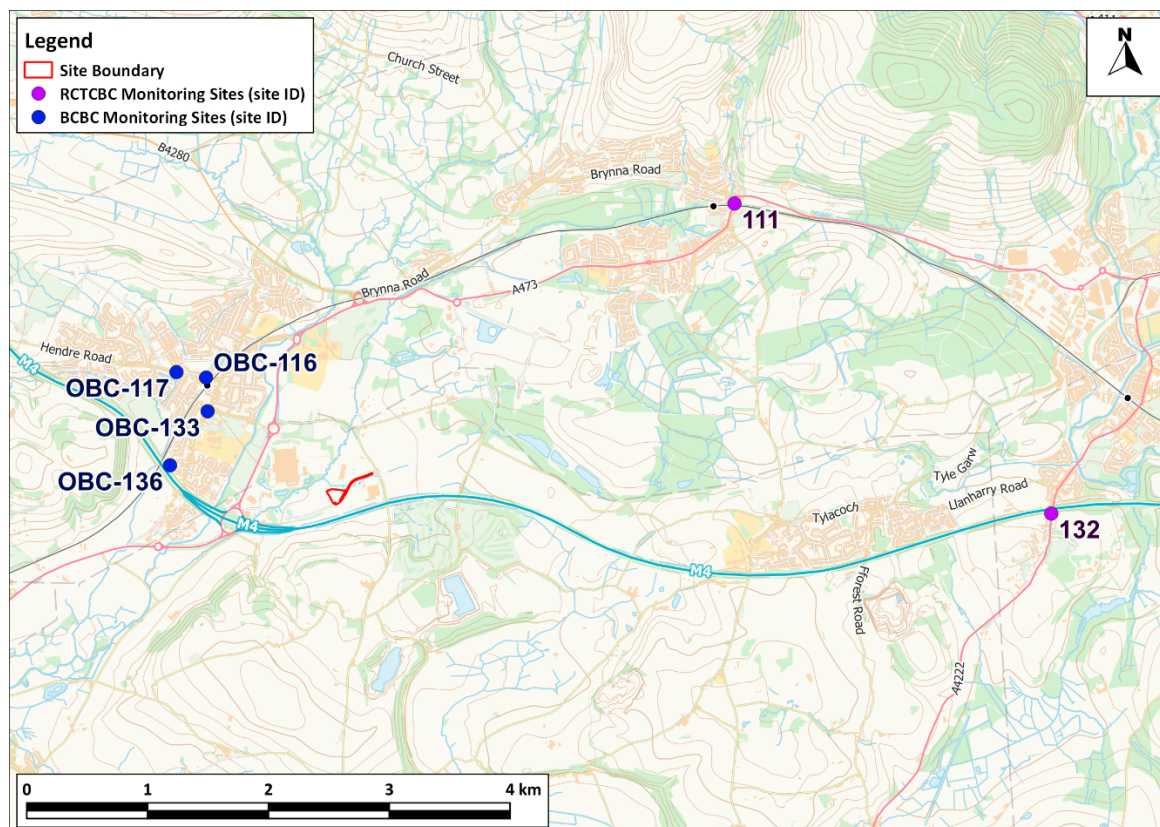 Legend
Site Boundary
RCTCBC Monitoring Sites (site ID)
BCBC Monitoring Sites (site ID)
N
Church Street
B4280
Brynna Road
111
Brynna Road
A473
Hendre Road
M4
OBC-116
OBC-117
OBC-133
OBC-136
M4
Tyle Garw
Llanharry Road
Tylacoch
132
M4
Fforest Road
A4222
0 1 2 3 4 km